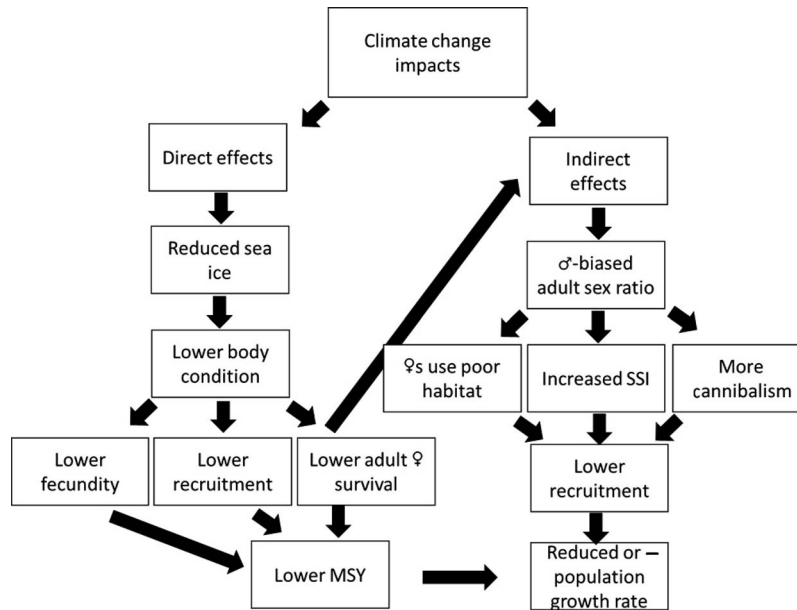 Climate change
impacts
Direct effects
Indirect
effects
Reduced sea
ice
♂-biased
adult sex ratio
Lower body
condition
♀s use poor
habitat
Increased SSI
More
cannibalism
Lower
fecundity
Lower
recruitment
Lower adult ♀
survival
Lower
recruitment
Lower MSY
Reduced or –
population
growth rate